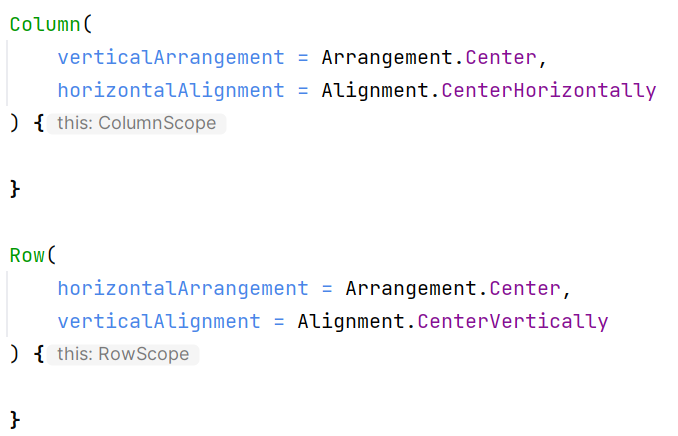 Column(
    verticalArrangement = Arrangement.Center,
    horizontalAlignment = Alignment.CenterHorizontally
) { this: ColumnScope
}
Row(
    horizontalArrangement = Arrangement.Center,
    verticalAlignment = Alignment.CenterVertically
) { this: RowScope
}